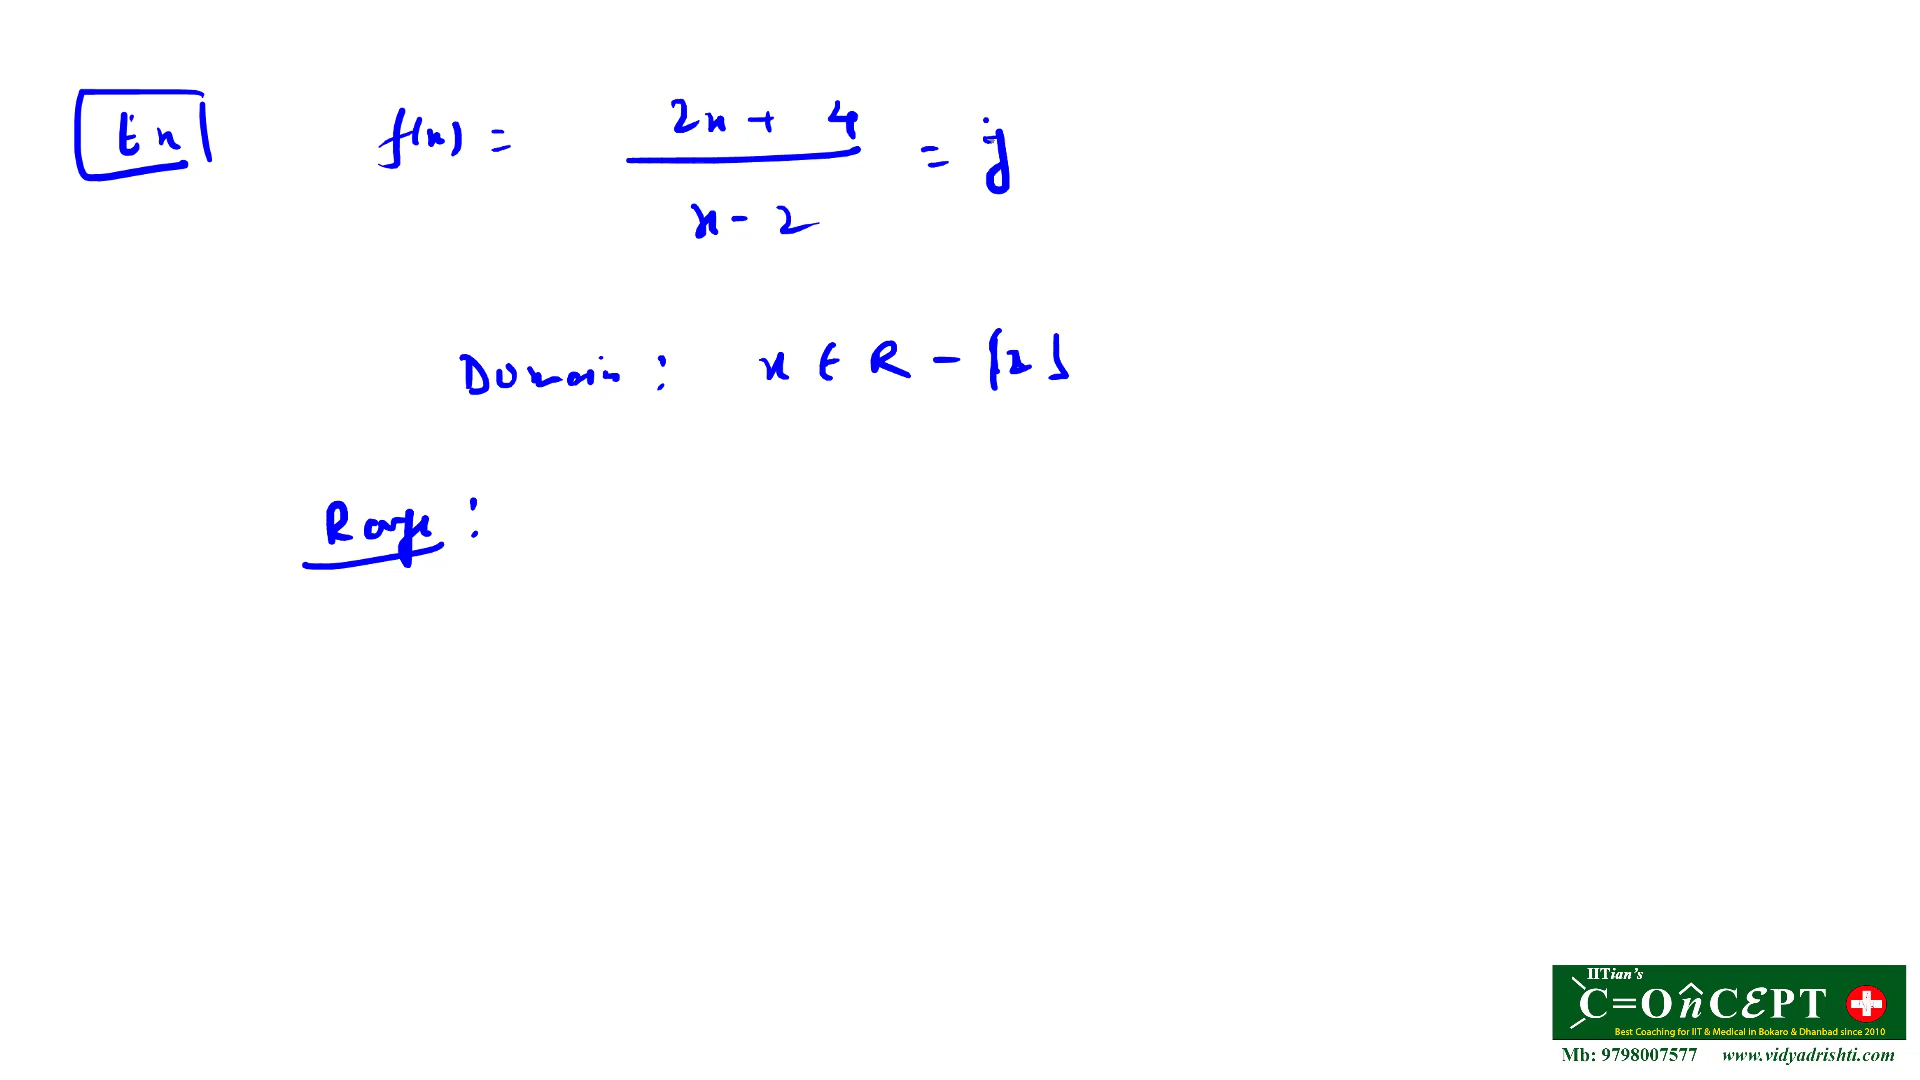 Ex f(x) = 2x + 4 / x - 2 = y
Domain : x ∈ R - {2}
Range :
IITian's
C=OnCEPT
Best Coaching for IIT & Medical in Bokaro & Dhanbad since 2010
Mb: 9798007577 www.vidyadrishti.com